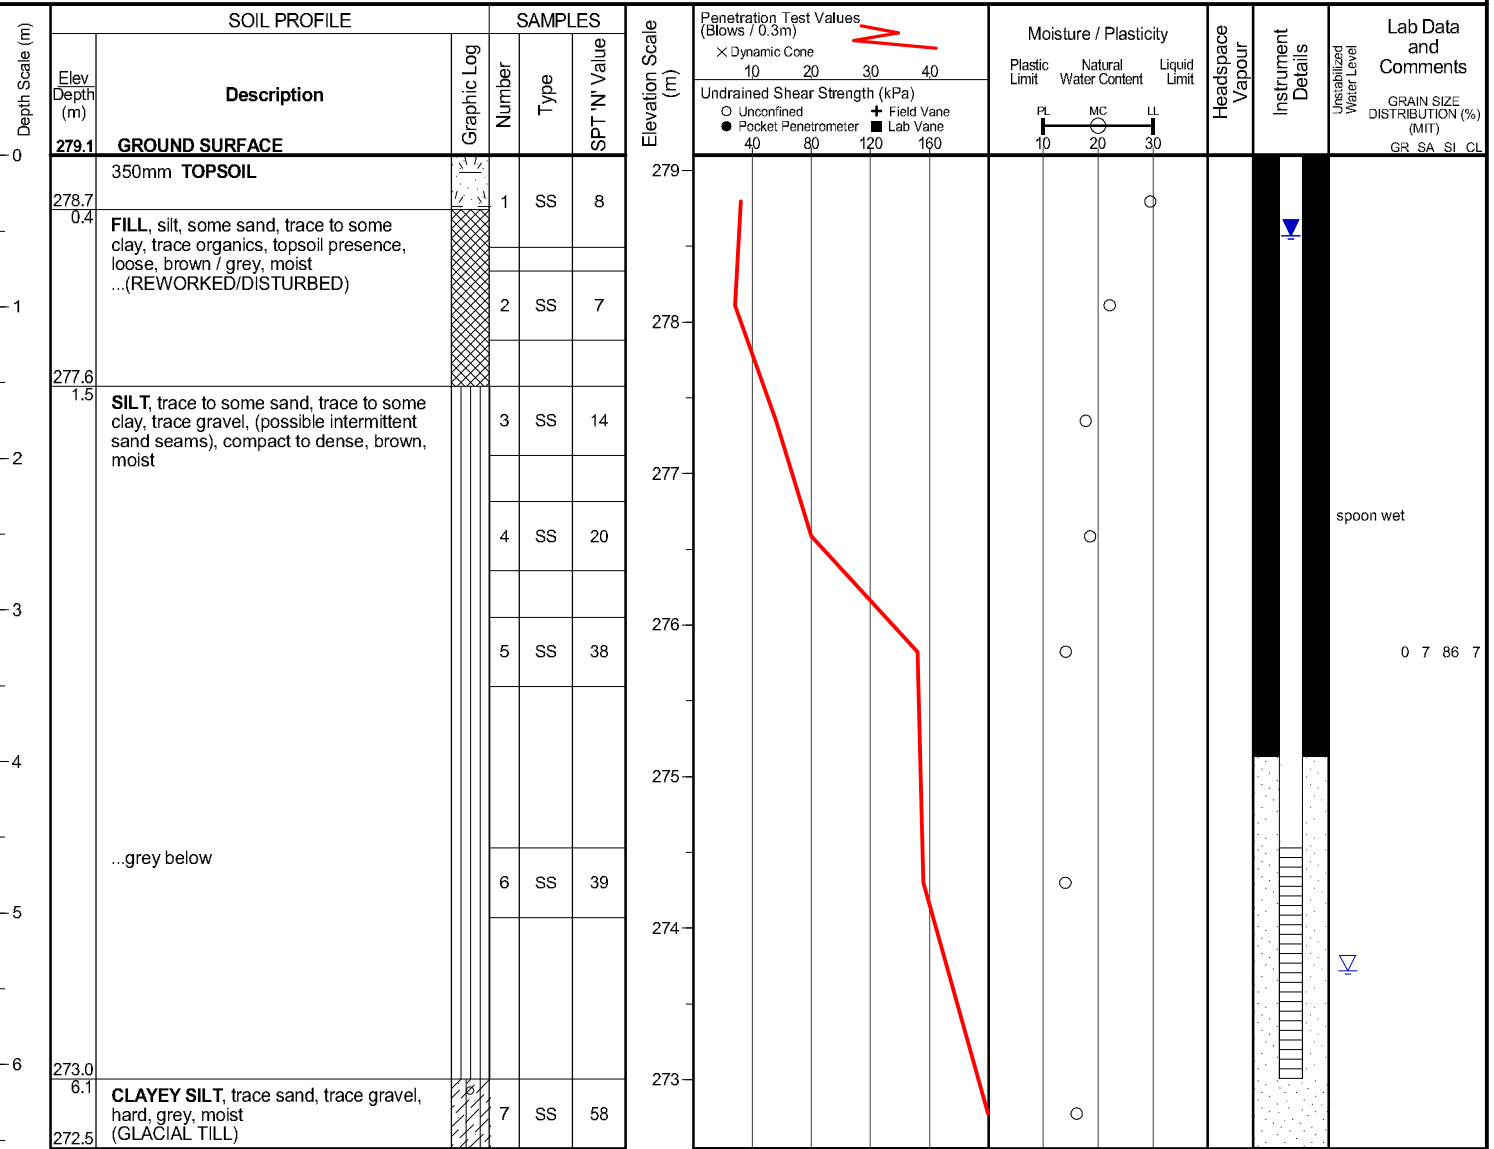 SOIL PROFILE
SAMPLES
Depth Scale (m)
Elev
Depth
(m)
Description
Graphic Log
Number
Type
SPT 'N' Value
Elevation Scale
(m)
Penetration Test Values
(Blows / 0.3m)
× Dynamic Cone
10 20 30 40
Undrained Shear Strength (kPa)
Unconfined
Field Vane
Pocket Penetrometer
Lab Vane
40 80 120 160
Moisture / Plasticity
Plastic
Limit
Natural
Water Content
Liquid
Limit
PL MC LL
10 20 30
Headspace
Vapour
Instrument
Details
Unstabilized
Water Level
Lab Data
and
Comments
GRAIN SIZE
DISTRIBUTION (%)
(MIT)
GR SA SI CL
279.1 GROUND SURFACE
0
350mm TOPSOIL
279
278.7
0.4
1 SS 8
FILL, silt, some sand, trace to some
clay, trace organics, topsoil presence,
loose, brown / grey, moist
...(REWORKED/DISTURBED)
1
2 SS 7
278
277.6
1.5
SILT, trace to some sand, trace to some
clay, trace gravel, (possible intermittent
sand seams), compact to dense, brown,
moist
3 SS 14
2
277
spoon wet
4 SS 20
3
276
5 SS 38
0 7 86 7
4
275
...grey below
6 SS 39
5
274
6
273.0
6.1
273
CLAYEY SILT, trace sand, trace gravel,
hard, grey, moist
(GLACIAL TILL)
7 SS 58
272.5